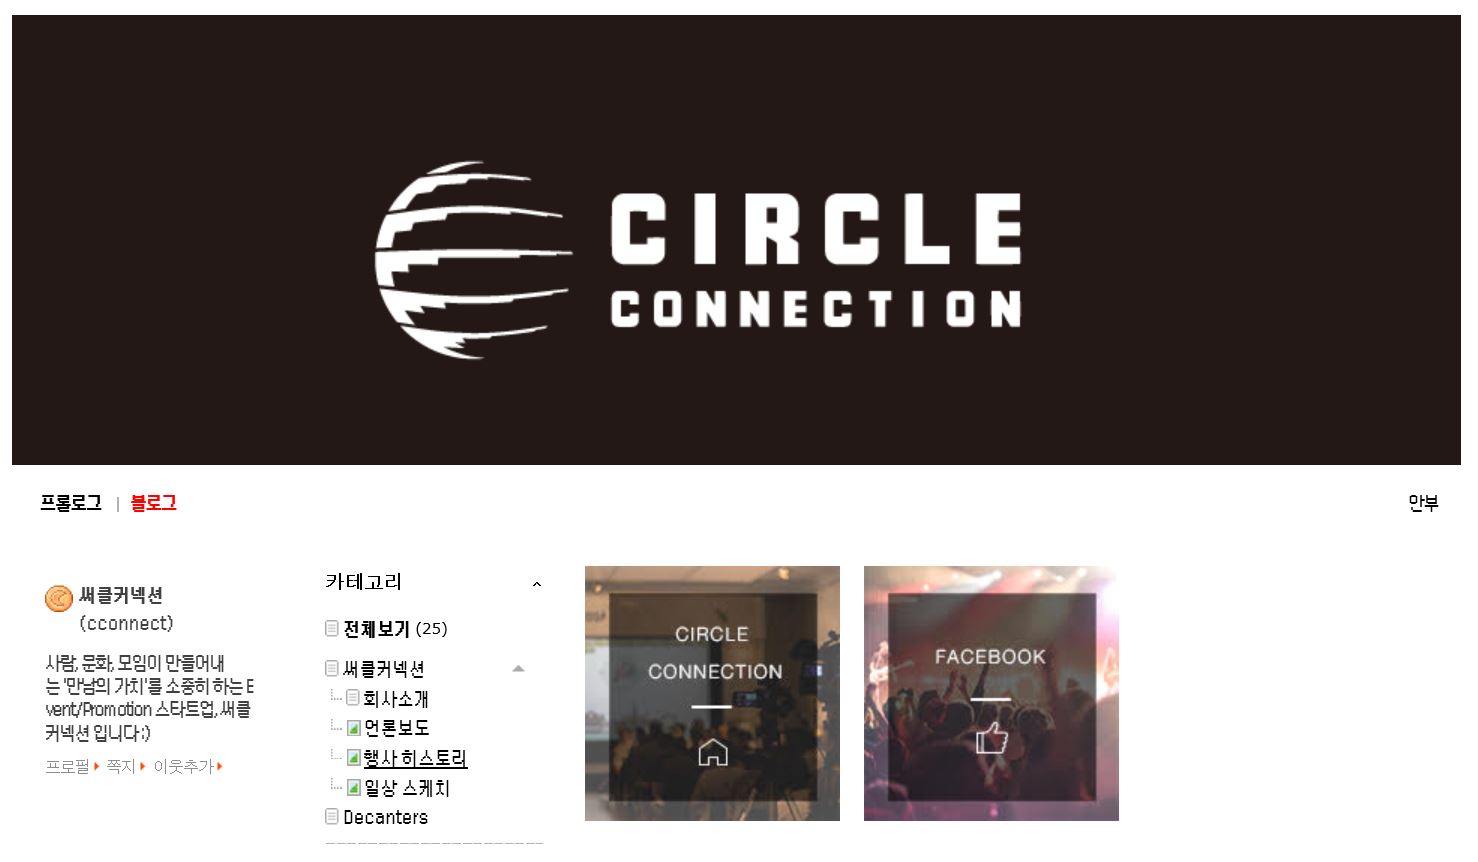 CIRCLE
CONNECTION
프롤로그 | 블로그
안부
써클커넥션
(cconnect)
사람, 문화, 모임이 만들어내
는 '만남의 가치'를 소중히 하는 E
vent/Promotion 스타트업, 써클
커넥션 입니다 :)
프로필 쪽지 이웃추가
카테고리
전체보기 (25)
써클커넥션
회사소개
언론보도
행사 히스토리
일상 스케치
Decanters
CIRCLE
CONNECTION
FACEBOOK